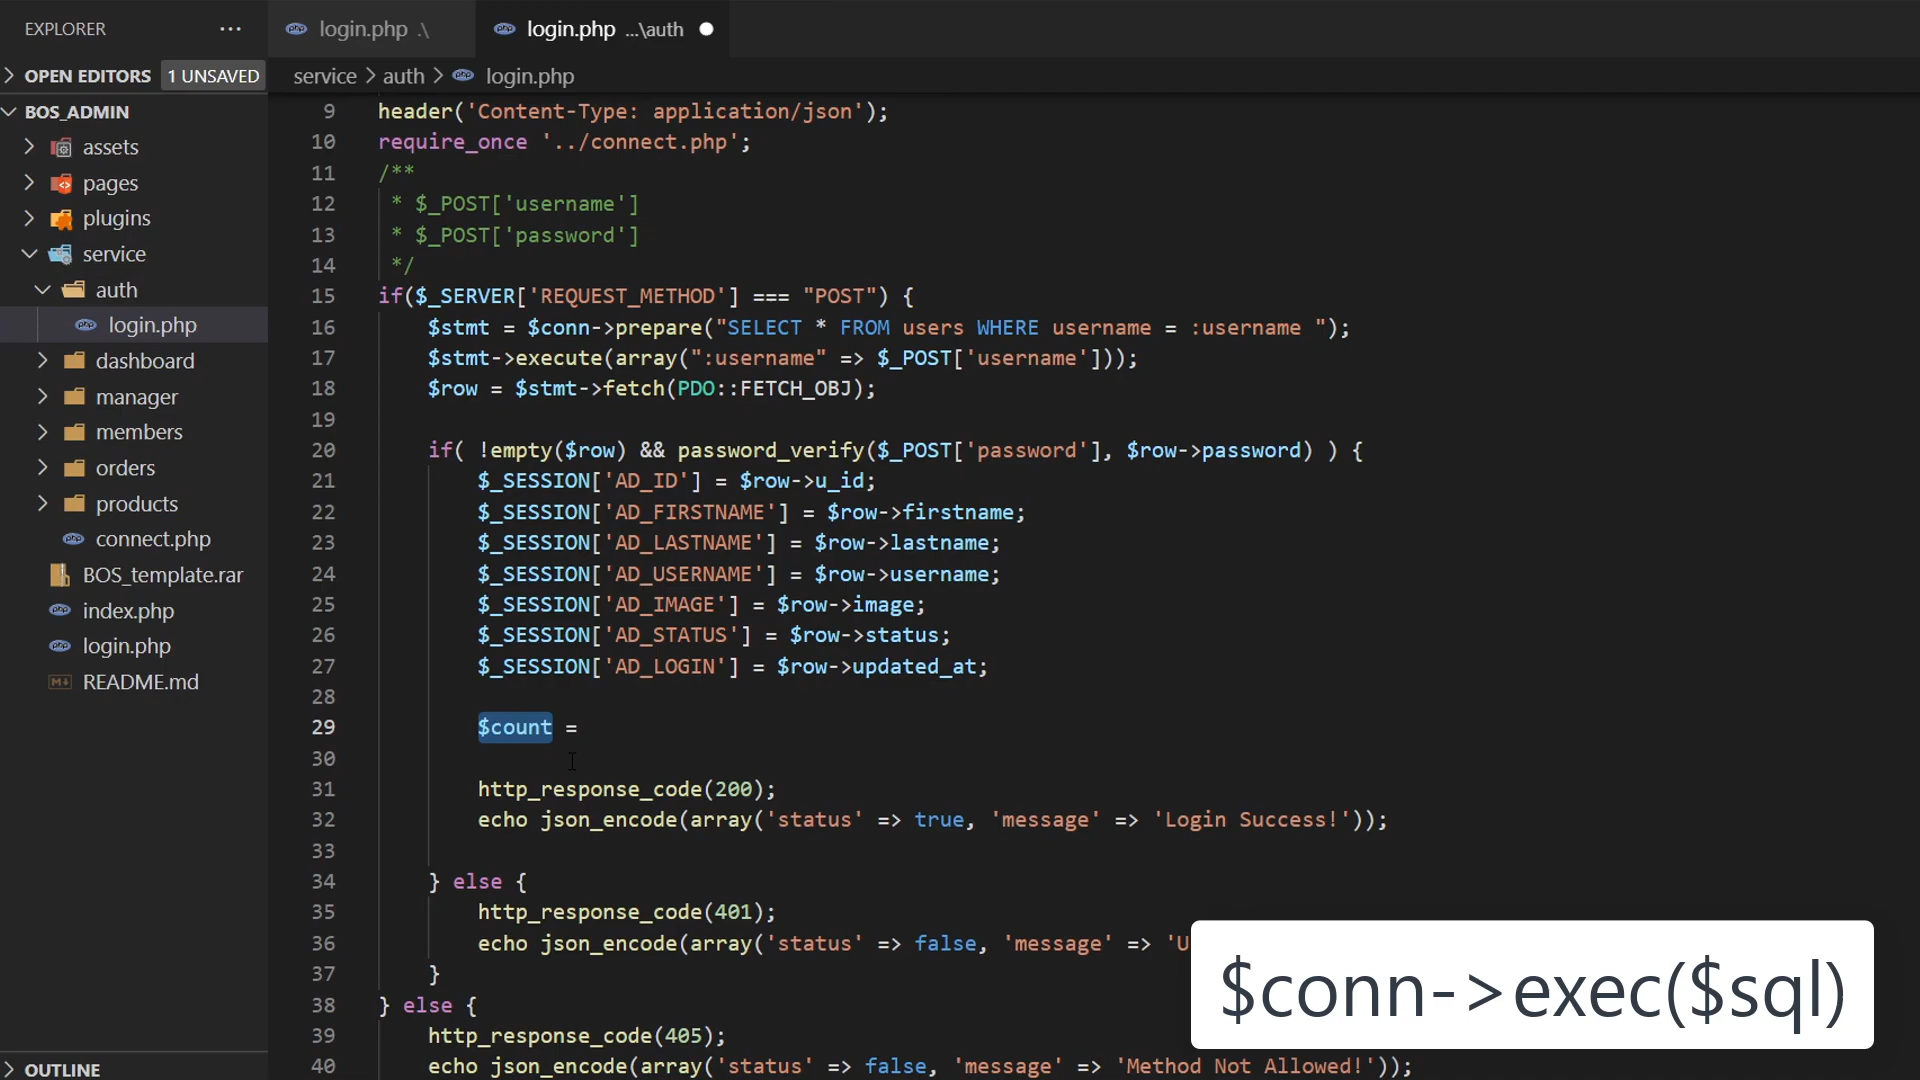 EXPLORER
···
login.php .\
login.php ...\auth
OPEN EDITORS
1 UNSAVED
service > auth > login.php
BOS_ADMIN
assets
pages
plugins
service
auth
login.php
dashboard
manager
members
orders
products
connect.php
BOS_template.rar
index.php
login.php
README.md
OUTLINE
9 header('Content-Type: application/json');
10 require_once '../connect.php';
11 /**
12 * $_POST['username']
13 * $_POST['password']
14 */
15 if($_SERVER['REQUEST_METHOD'] === "POST") {
16 $stmt = $conn->prepare("SELECT * FROM users WHERE username = :username ");
17 $stmt->execute(array(":username" => $_POST['username']));
18 $row = $stmt->fetch(PDO::FETCH_OBJ);
19
20 if( !empty($row) && password_verify($_POST['password'], $row->password) ) {
21 $_SESSION['AD_ID'] = $row->u_id;
22 $_SESSION['AD_FIRSTNAME'] = $row->firstname;
23 $_SESSION['AD_LASTNAME'] = $row->lastname;
24 $_SESSION['AD_USERNAME'] = $row->username;
25 $_SESSION['AD_IMAGE'] = $row->image;
26 $_SESSION['AD_STATUS'] = $row->status;
27 $_SESSION['AD_LOGIN'] = $row->updated_at;
28
29 $count =
30
31 http_response_code(200);
32 echo json_encode(array('status' => true, 'message' => 'Login Success!'));
33
34 } else {
35 http_response_code(401);
36 echo json_encode(array('status' => false, 'message' => 'U
37 }
38 } else {
39 http_response_code(405);
40 echo json_encode(array('status' => false, 'message' => 'Method Not Allowed!'));
$conn->exec($sql)